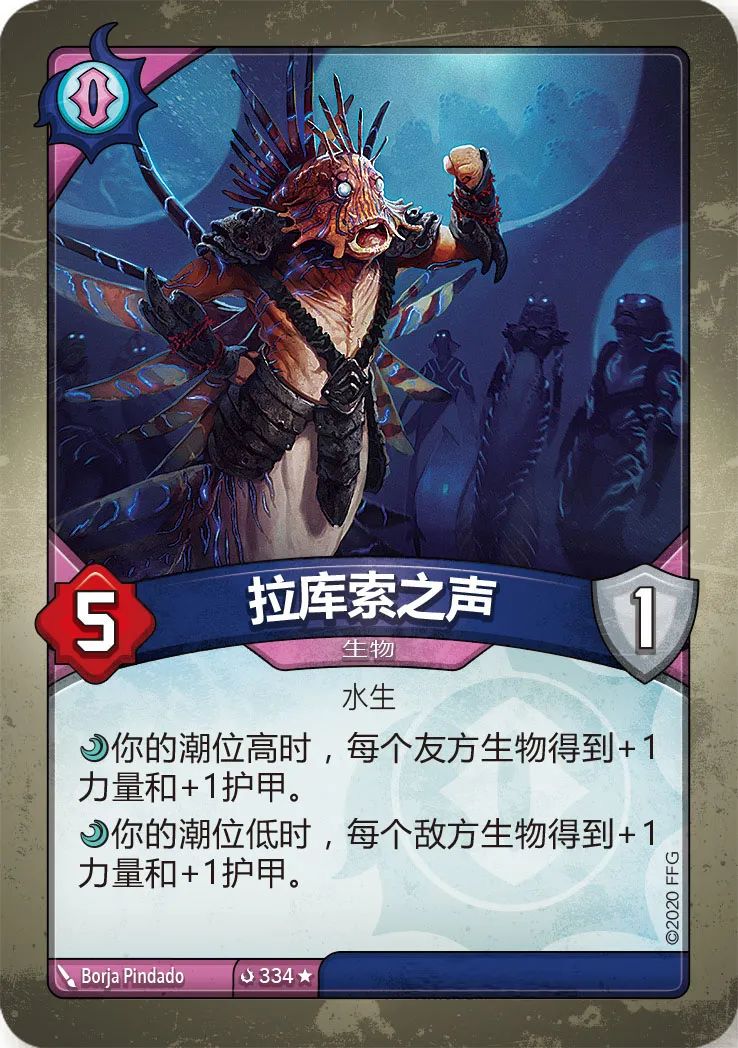 5
拉库索之声
1
生物
水生
你的潮位高时，每个友方生物得到+1
力量和+1护甲。
你的潮位低时，每个敌方生物得到+1
力量和+1护甲。
©2020 FFG
Borja Pindado
334★